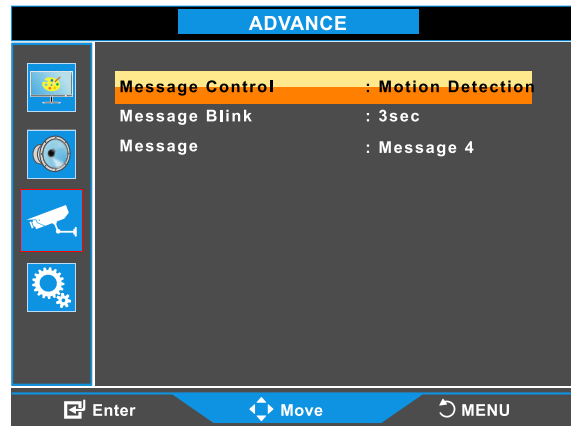 ADVANCE
Message Control : Motion Detection
Message Blink : 3sec
Message : Message 4
Enter Move MENU